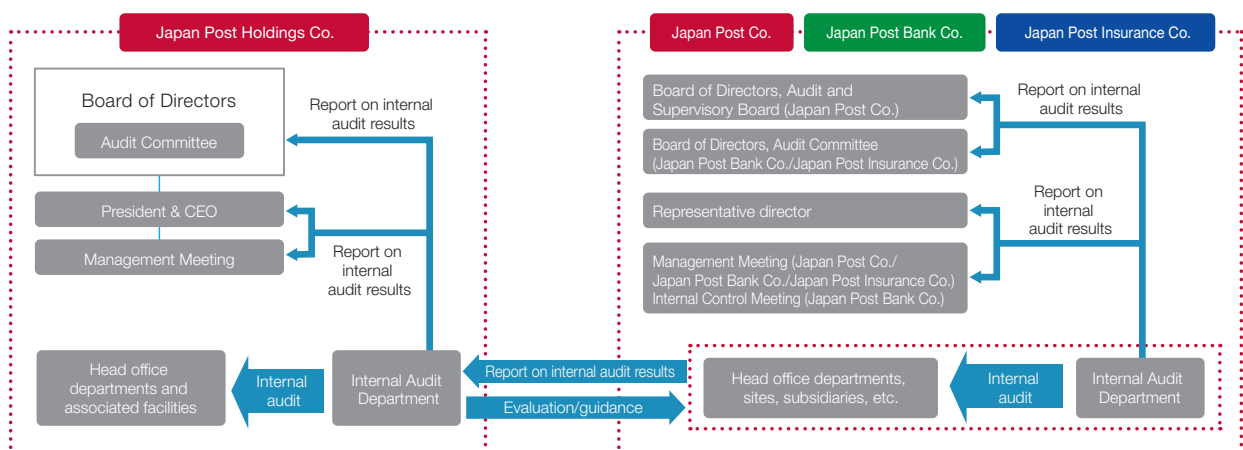 Japan Post Holdings Co.
Board of Directors
Audit Committee
President & CEO
Management Meeting
Report on internal
audit results
Report on
internal
audit results
Head office
departments and
associated facilities
Internal
audit
Internal Audit
Department
Report on internal audit results
Evaluation/guidance
Japan Post Co.
Japan Post Bank Co.
Japan Post Insurance Co.
Board of Directors, Audit and
Supervisory Board (Japan Post Co.)
Board of Directors, Audit Committee
(Japan Post Bank Co./Japan Post Insurance Co.)
Representative director
Management Meeting (Japan Post Co./
Japan Post Bank Co./Japan Post Insurance Co.)
Internal Control Meeting (Japan Post Bank Co.)
Report on internal
audit results
Report on
internal
audit results
Head office departments,
sites, subsidiaries, etc.
Internal
audit
Internal Audit
Department